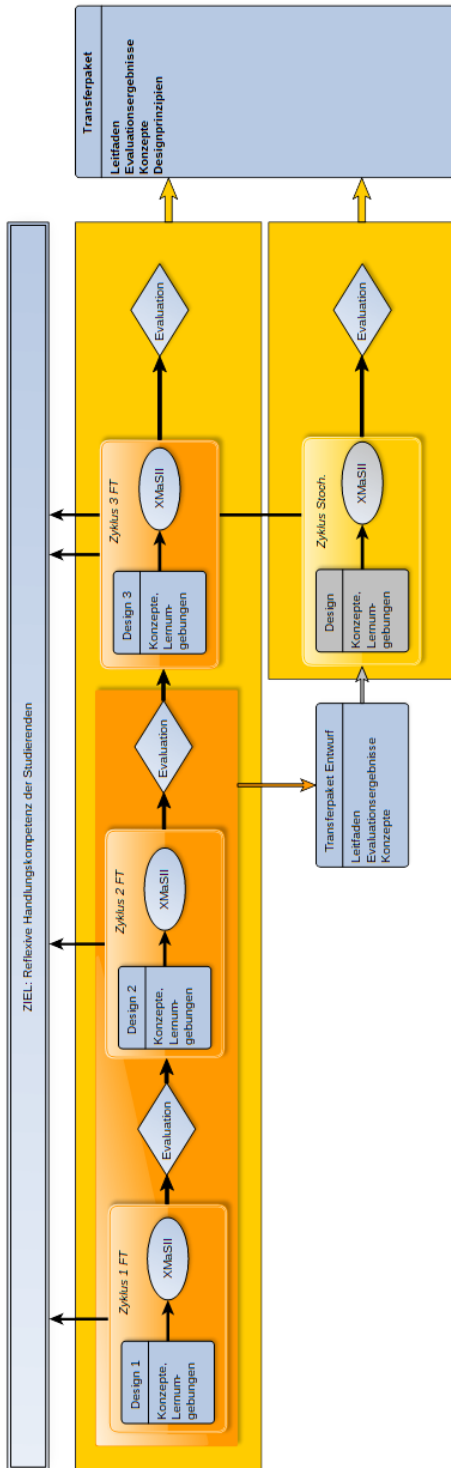 ZIEL: Reflexive Handlungskompetenz der Studierenden
Zyklus 1 FT
Design 1
Konzepte,
Lernum-
gebungen
XMaSII
Evaluation
Zyklus 2 FT
Design 2
Konzepte,
Lernum-
gebungen
XMaSII
Evaluation
Zyklus 3 FT
Design 3
Konzepte,
Lernum-
gebungen
XMaSII
Evaluation
Transferpaket Entwurf
Leitfaden
Evaluationsergebnisse
Konzepte
Zyklus Stoch.
Design
Konzepte,
Lernum-
gebungen
XMaSII
Evaluation
Transferpaket
Leitfaden
Evaluationsergebnisse
Konzepte
Designprinzipien